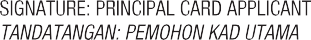 SIGNATURE: PRINCIPAL CARD APPLICANT
TANDATANGAN: PEMOHON KAD UTAMA